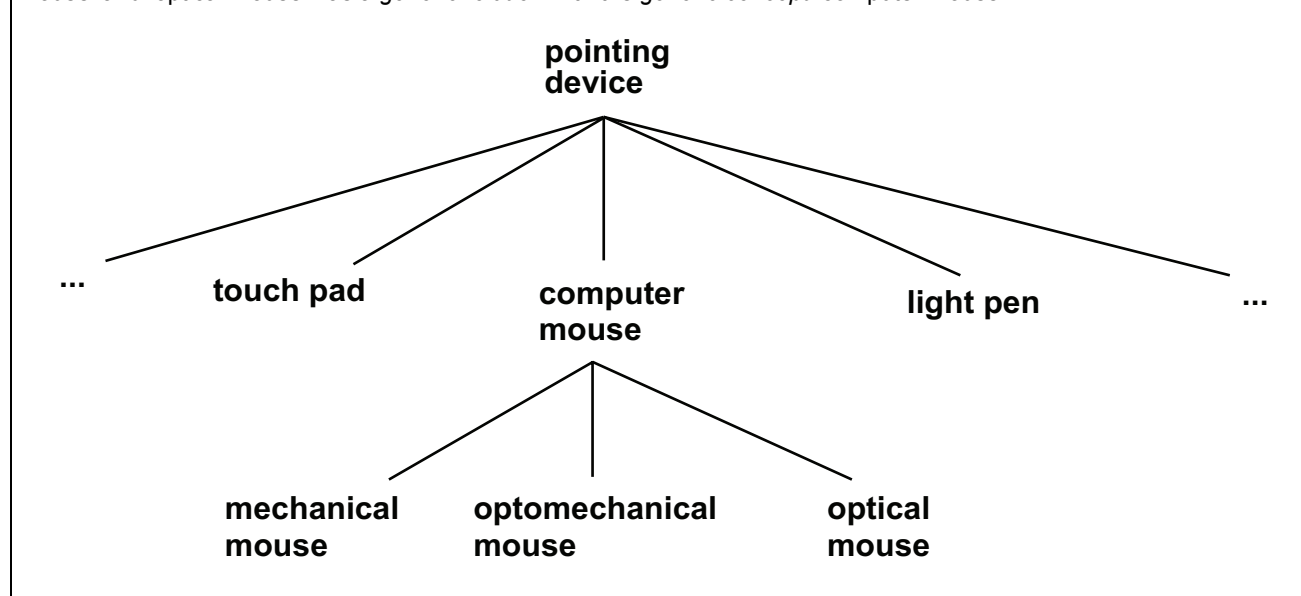 pointing
device
...
touch pad
computer
mouse
light pen
...
mechanical
mouse
optomechanical
mouse
optical
mouse